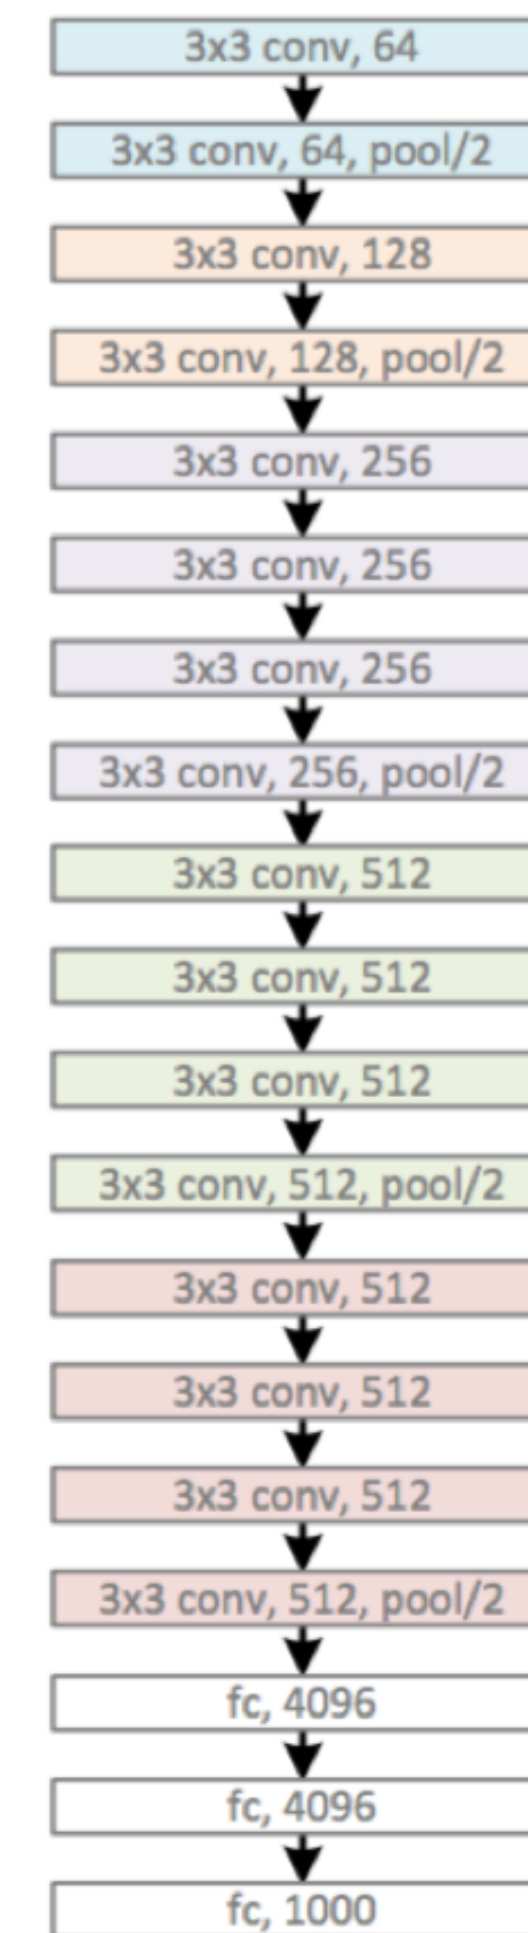 3x3 conv, 64
3x3 conv, 64, pool/2
3x3 conv, 128
3x3 conv, 128, pool/2
3x3 conv, 256
3x3 conv, 256
3x3 conv, 256
3x3 conv, 256, pool/2
3x3 conv, 512
3x3 conv, 512
3x3 conv, 512
3x3 conv, 512, pool/2
3x3 conv, 512
3x3 conv, 512
3x3 conv, 512
3x3 conv, 512, pool/2
fc, 4096
fc, 4096
fc, 1000